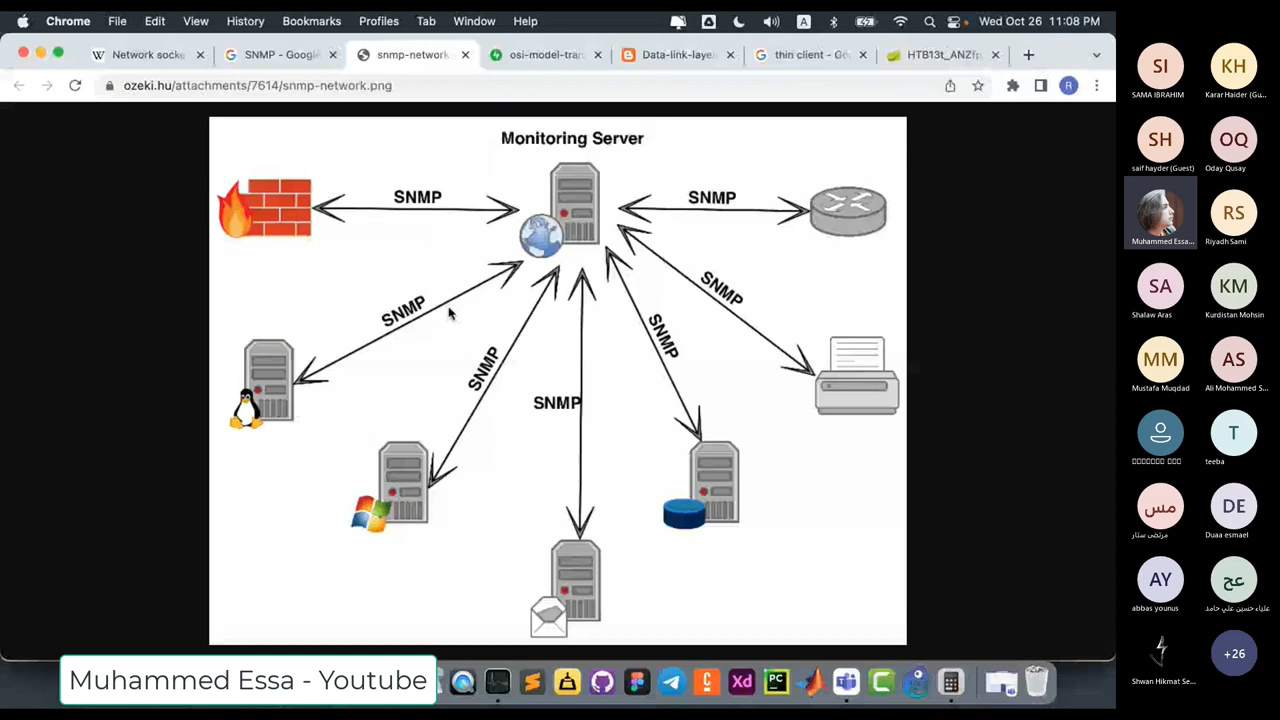 Chrome File Edit View History Bookmarks Profiles Tab Window Help A Wed Oct 26 11:08 PM
W Network socke SNMP - Google snmp-network osi-model-tran Data-link-laye thin client - Go HTB13t_ANZfp
ozeki.hu/attachments/7614/snmp-network.png R
Monitoring Server
SNMP
SNMP
SNMP
SNMP
SNMP
SNMP
SNMP
Muhammed Essa - Youtube
Xd PC
SI KH
SAMA IBRAHIM Karar Haider (Gu...
SH OQ
saif hayder (Guest) Oday Qusay
RS
Muhammed Essa... Riyadh Sami
SA KM
Shalaw Aras Kurdistan Mohsin
MM AS
Mustafa Muqdad Ali Mohammed S...
T
teeba
مس DE
مرتضى ستار Duaa esmael
AY عح
abbas younus علياء حسين علي حامد
+26
Shwan Hikmat Se...